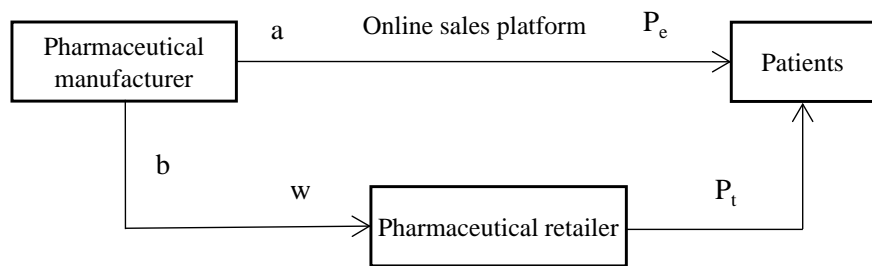 Pharmaceutical
manufacturer
a
Online sales platform
P_e
Patients
b
w
Pharmaceutical retailer
P_t